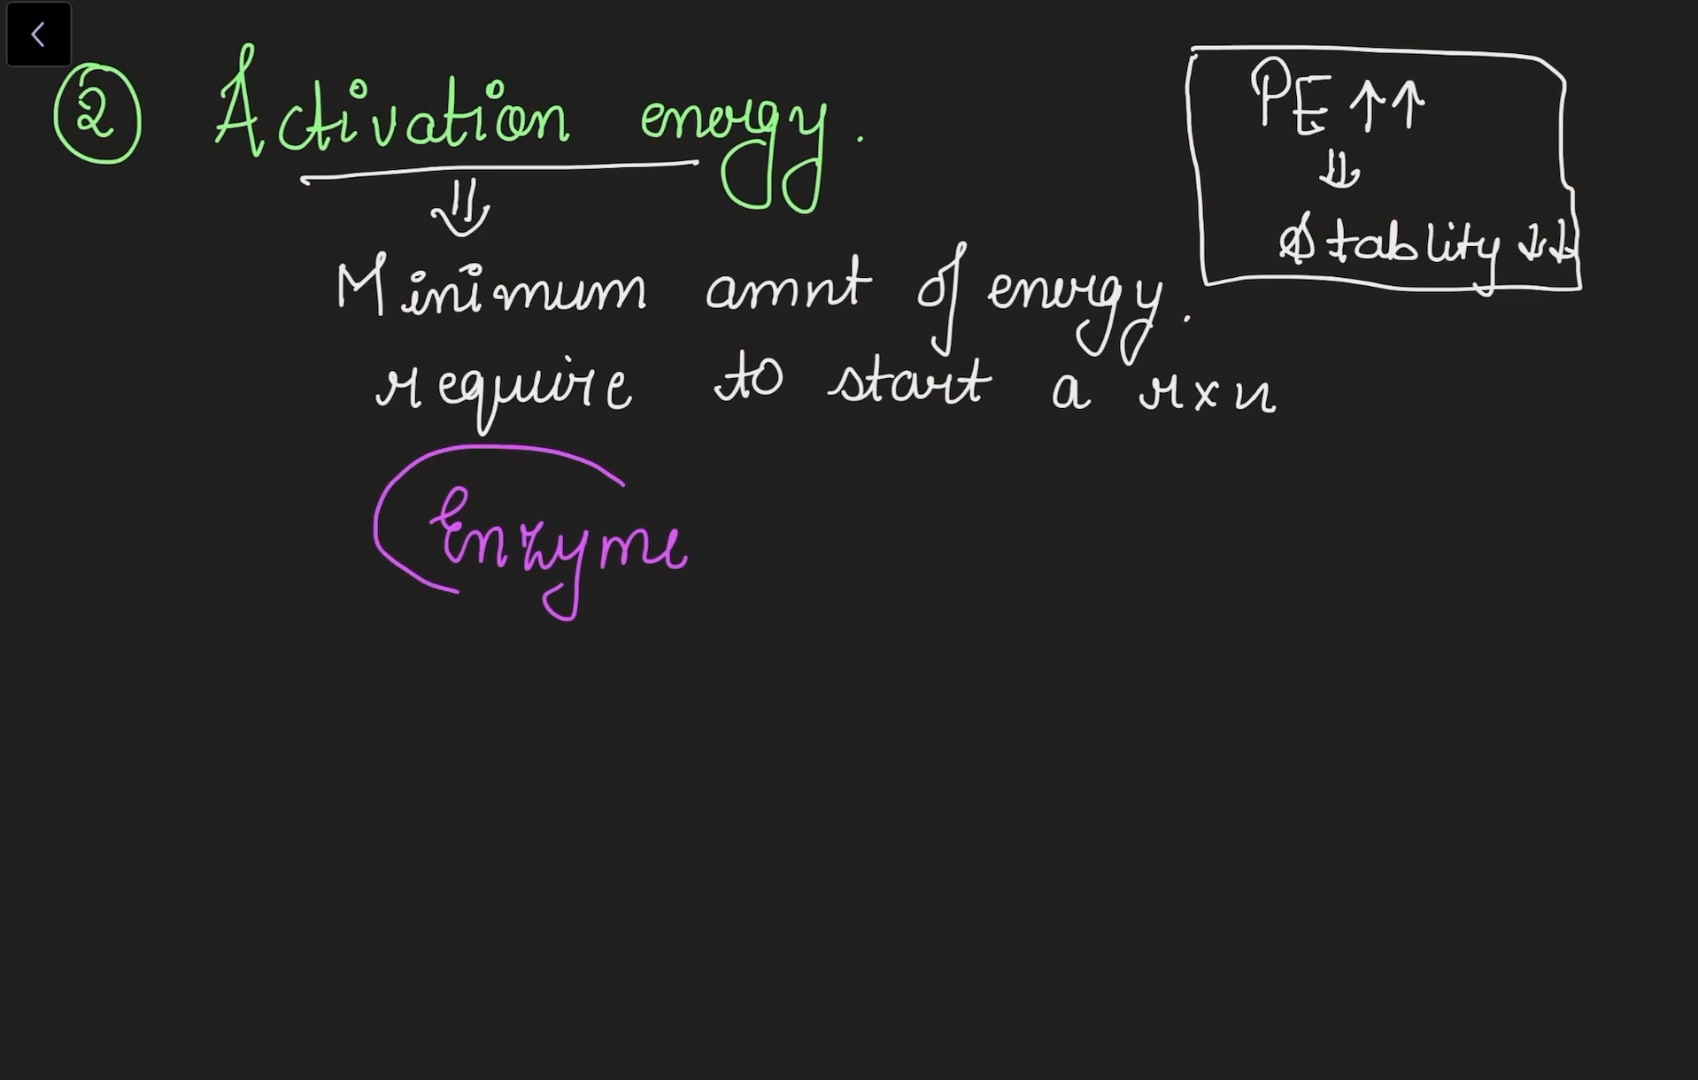 2 Activation energy.
PE ↑↑
⇓
Stablity ↓↓
⇓
Minimum amnt of energy.
require to start a rxn
Enzyme